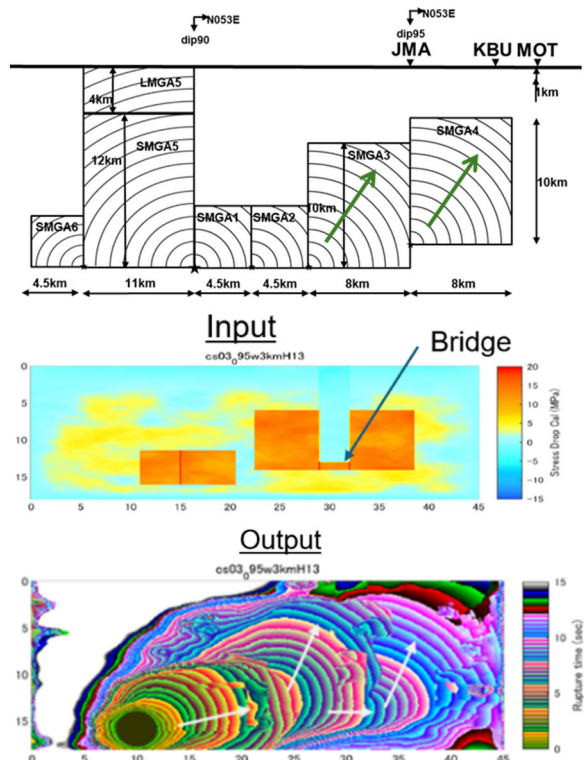 N053E N053E
dip90 dip95
JMA KBU MOT
LMGA5
4km 1km
SMGA5 SMGA3 SMGA4
12km
10km 10km
SMGA6 SMGA1 SMGA2
4.5km 11km 4.5km 4.5km 8km 8km
Input
cs03_095w3kmH13
Bridge
0 5 10 15
0 5 10 15 20 25 30 35 40 45
20 15 10 5 0 -5 -10 -15
Stress Drop Cal (MPa)
Output
cs03_095w3kmH13
0 5 10 15
0 5 10 15 20 25 30 35 40 45
15 10 5 0
Rupture time (sec)